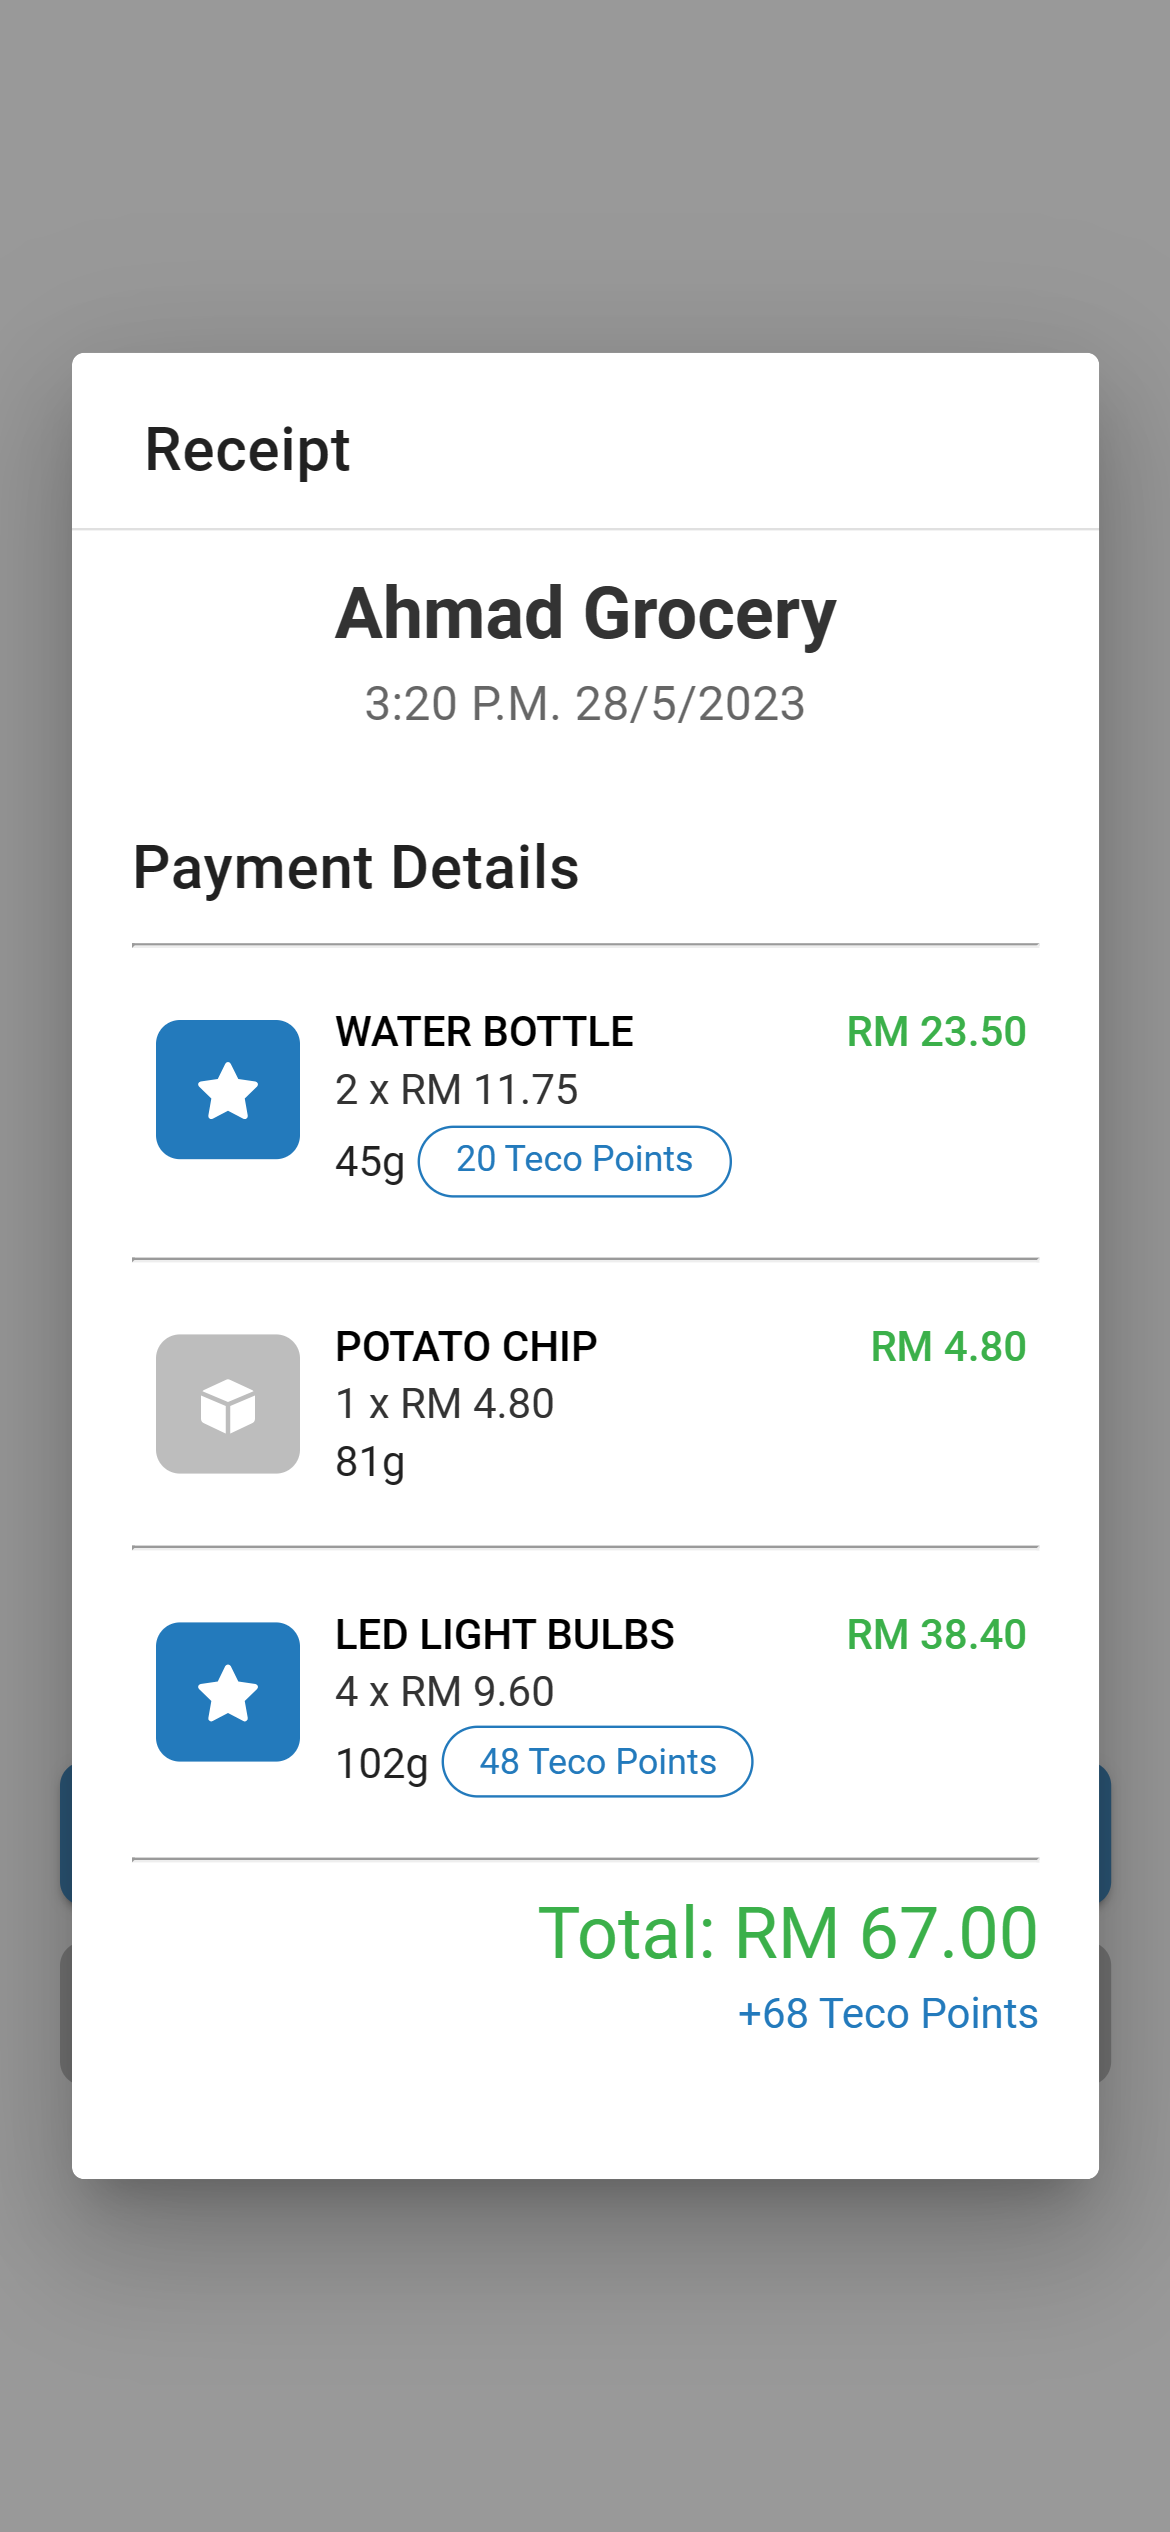 Receipt
Ahmad Grocery
3:20 P.M. 28/5/2023
Payment Details
WATER BOTTLE RM 23.50
2 x RM 11.75
45g 20 Teco Points
POTATO CHIP RM 4.80
1 x RM 4.80
81g
LED LIGHT BULBS RM 38.40
4 x RM 9.60
102g 48 Teco Points
Total: RM 67.00
+68 Teco Points